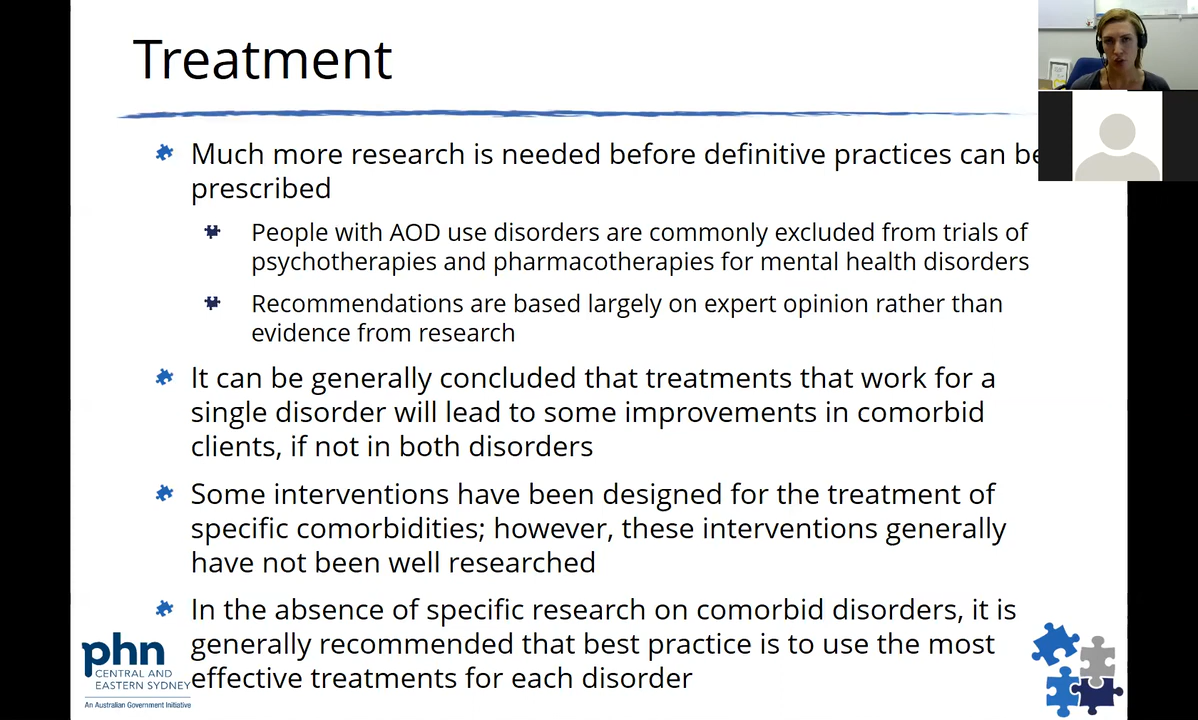 Treatment
Much more research is needed before definitive practices can be
prescribed
People with AOD use disorders are commonly excluded from trials of
psychotherapies and pharmacotherapies for mental health disorders
Recommendations are based largely on expert opinion rather than
evidence from research
It can be generally concluded that treatments that work for a
single disorder will lead to some improvements in comorbid
clients, if not in both disorders
Some interventions have been designed for the treatment of
specific comorbidities; however, these interventions generally
have not been well researched
In the absence of specific research on comorbid disorders, it is
generally recommended that best practice is to use the most
effective treatments for each disorder
phn
CENTRAL AND
EASTERN SYDNEY
An Australian Government Initiative